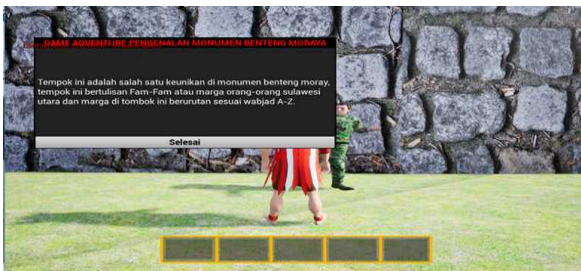 GAME ADVENTURE PENGENALAN MONUMEN BENTENG MORAYA
Tempok ini adalah salah satu keunikan di monumen benteng moray,
tempok ini bertulisan Fam-Fam atau marga orang-orang sulawesi
utara dan marga di tombok ini berurutan sesuai wabjad A-Z.
Selesai